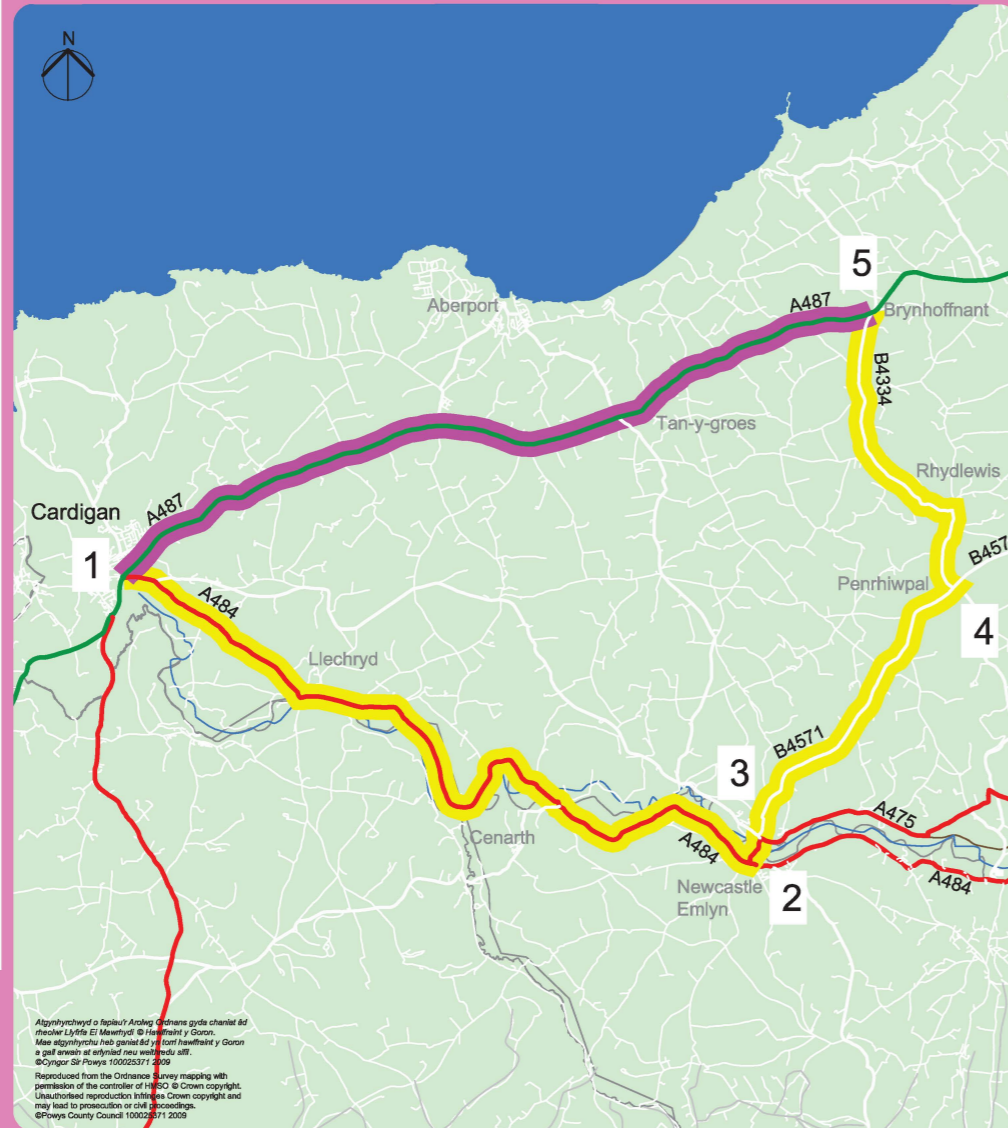 N
5
A487
Brynhoffnant
Aberport
B4334
Tan-y-groes
Rhydlewis
A487
Cardigan
1
B457
Penrhiwpal
A484
4
Llechryd
B4571
3
A475
Cenarth
A484
A484
Newcastle
Emlyn
2
Atgynhyrchwyd o fapiau'r Arolwg Ordnans gyda chaniat âd
rheolwr Llyfrfa Ei Mawrhydi © Hawlfraint y Goron.
Mae atgynhyrchu heb ganiat âd yn torri hawlfraint y Goron
a gall arwain at erlyniad neu weithredu sifil.
©Cyngor Sir Powys 100025371 2009
Reproduced from the Ordnance Survey mapping with
permission of the controller of HMSO © Crown copyright.
Unauthorised reproduction infringes Crown copyright and
may lead to prosecution or civil proceedings.
©Powys County Council 100025371 2009